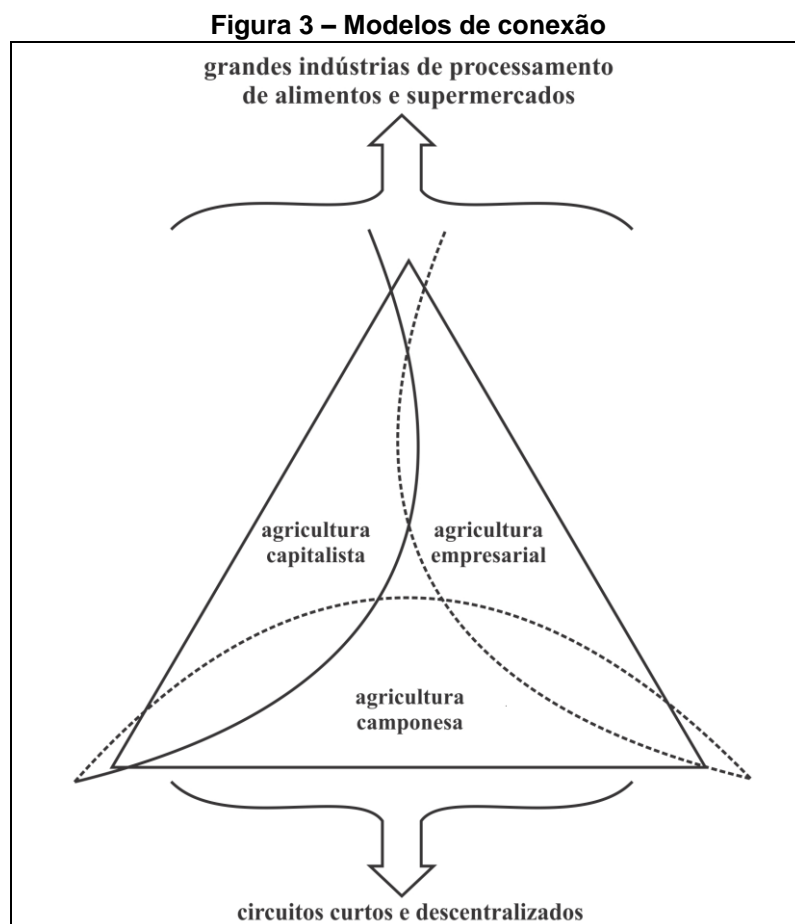 Figura 3 – Modelos de conexão
grandes indústrias de processamento
de alimentos e supermercados
agricultura
capitalista
agricultura
empresarial
agricultura
camponesa
circuitos curtos e descentralizados